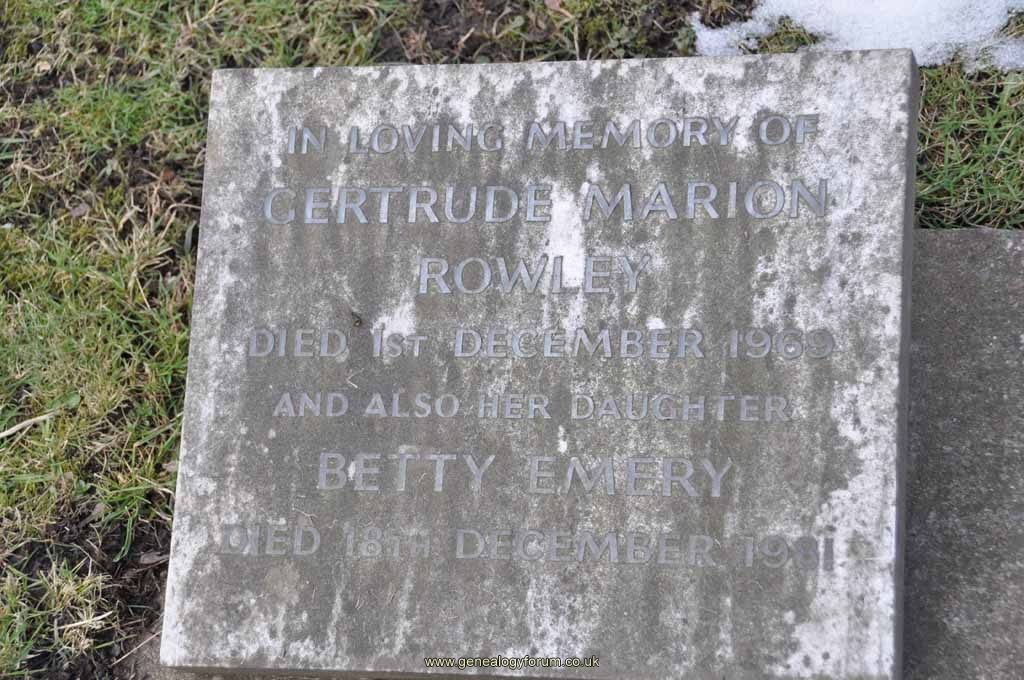 IN LOVING MEMORY OF
GERTRUDE MARION
ROWLEY
DIED 1ST DECEMBER 1969
AND ALSO HER DAUGHTER
BETTY EMERY
DIED 18TH DECEMBER 1981
www.genealogyforum.co.uk